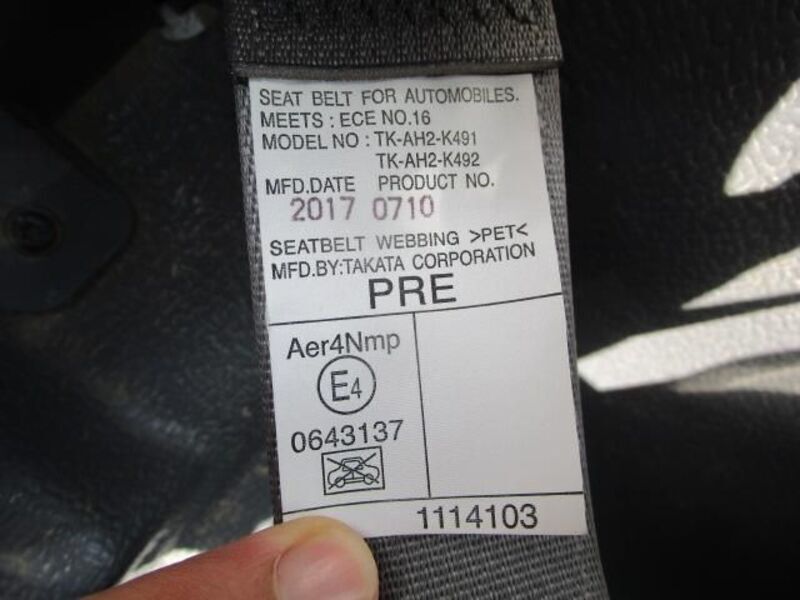 SEAT BELT FOR AUTOMOBILES.
MEETS : ECE NO.16
MODEL NO : TK-AH2-K491
TK-AH2-K492
MFD.DATE PRODUCT NO.
2017 0710
SEATBELT WEBBING >PET<
MFD.BY:TAKATA CORPORATION
PRE
Aer4Nmp
E4
0643137
1114103